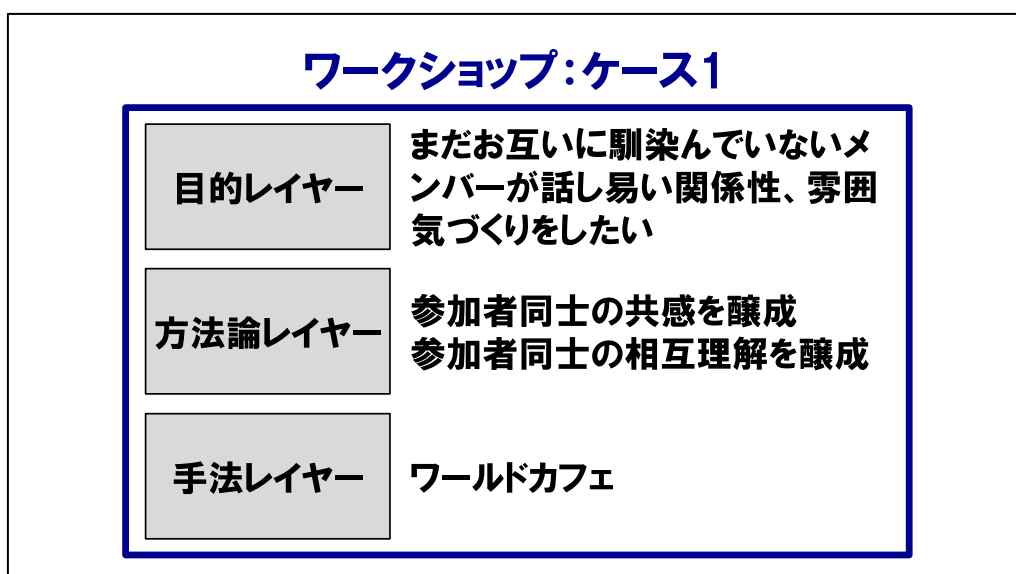 ワークショップ：ケース1
目的レイヤー
まだお互いに馴染んでいないメ
ンバーが話し易い関係性、雰囲
気づくりをしたい
方法論レイヤー
参加者同士の共感を醸成
参加者同士の相互理解を醸成
手法レイヤー
ワールドカフェ